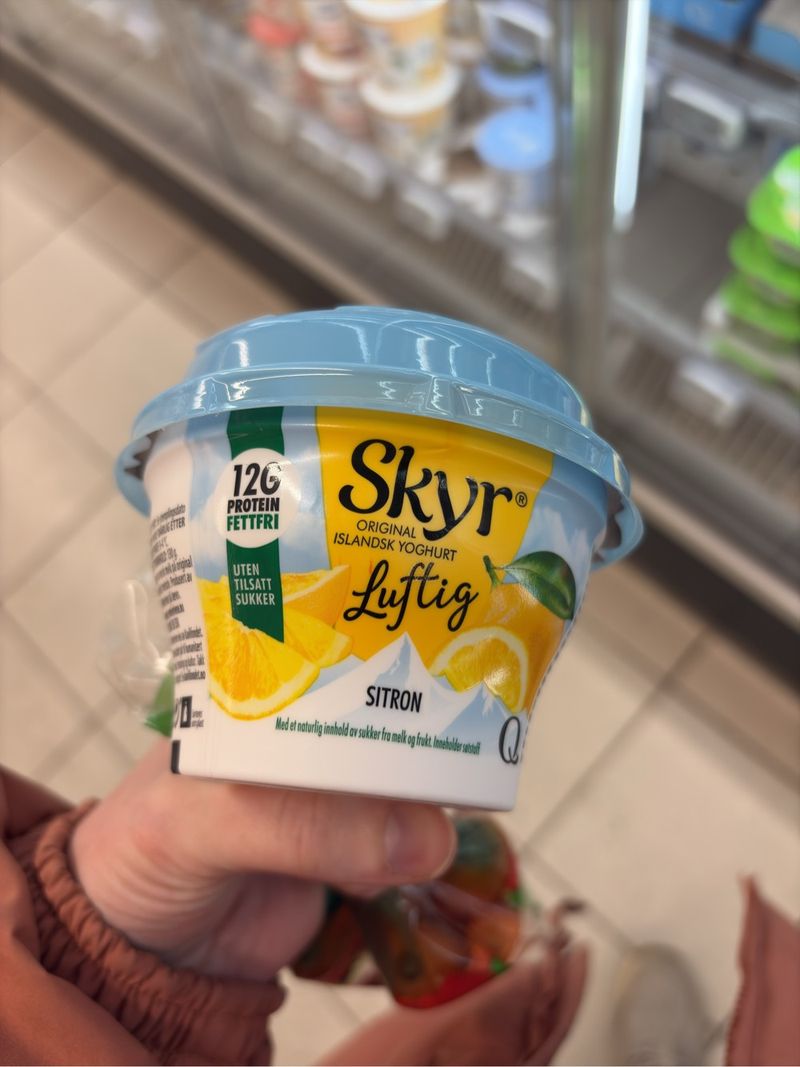 12G
PROTEIN
FETTFRI
UTEN
TILSATT
SUKKER
Skyr®
ORIGINAL
ISLANDSK YOGHURT
Luftig
SITRON
Med et naturlig innhold av sukker fra melk og frukt. Inneholder søtstoff
Q